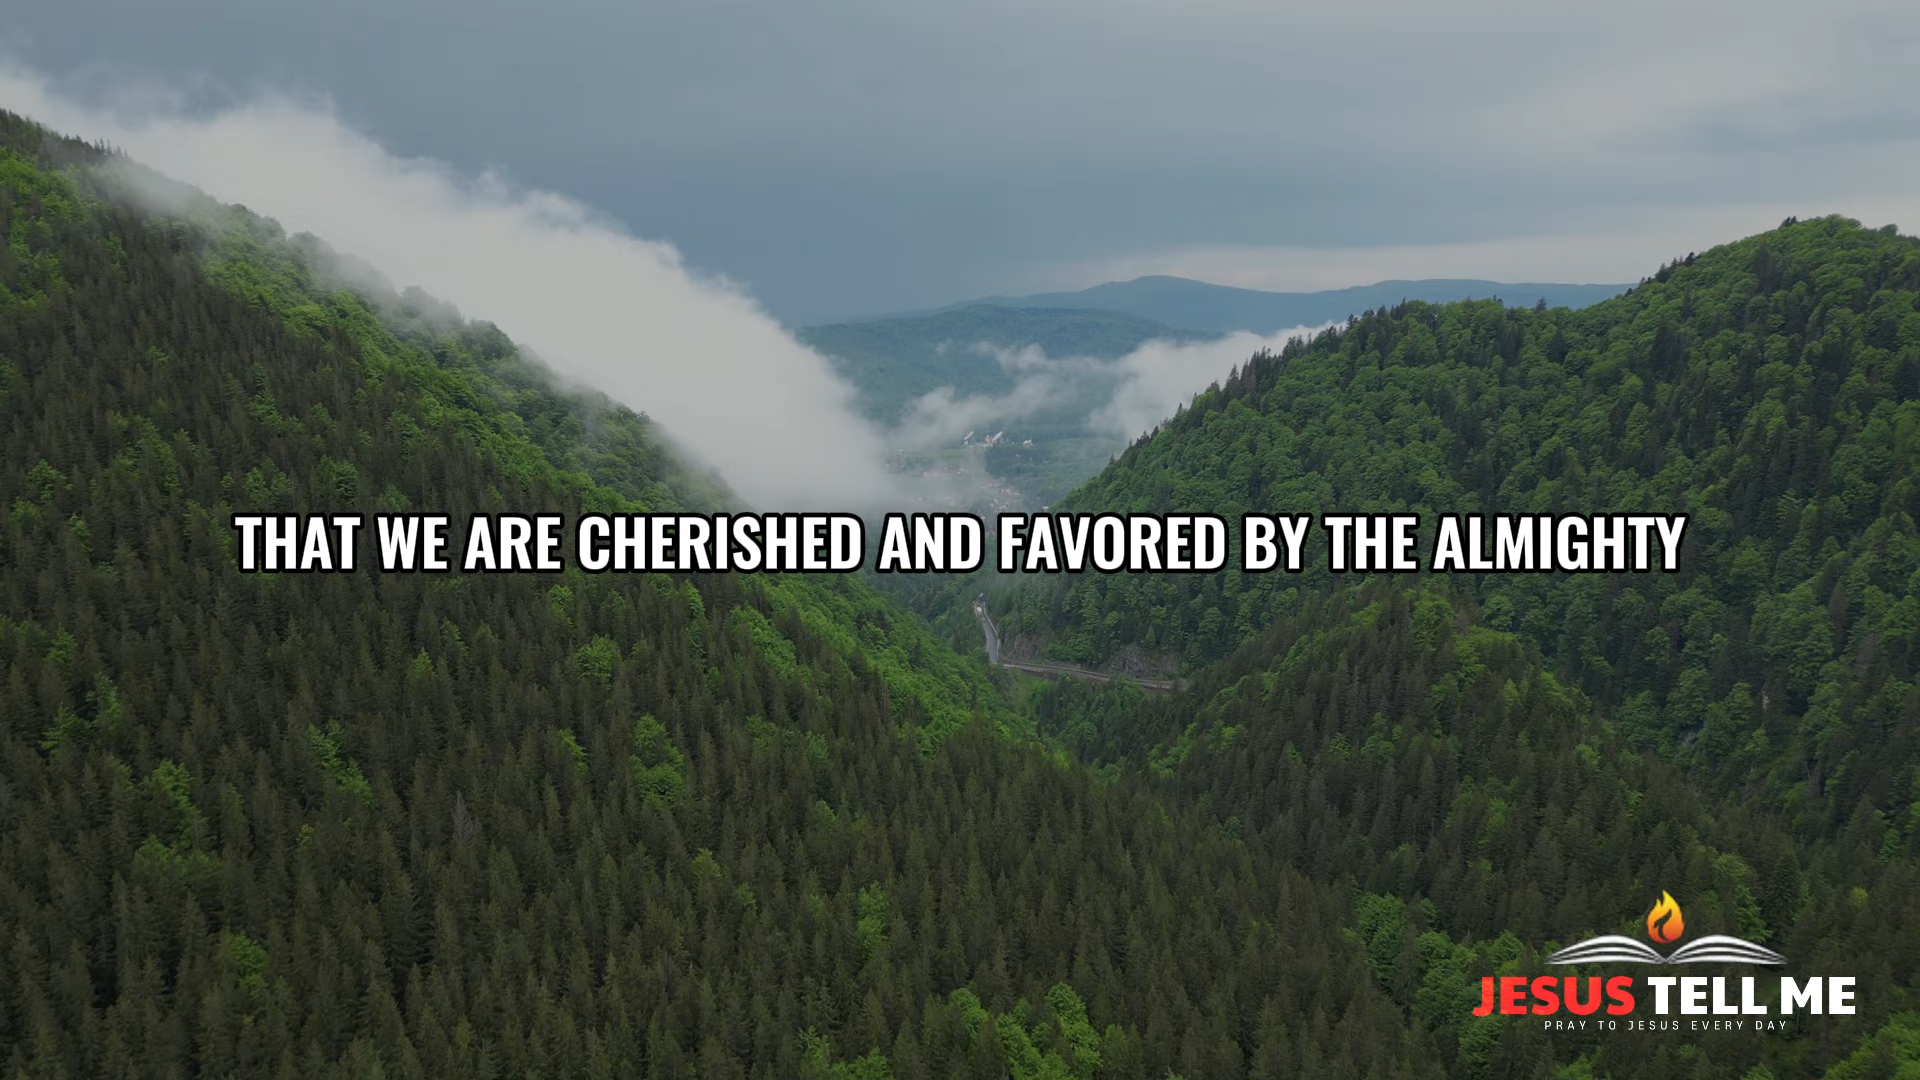 THAT WE ARE CHERISHED AND FAVORED BY THE ALMIGHTY
JESUS TELL ME
PRAY TO JESUS EVERY DAY